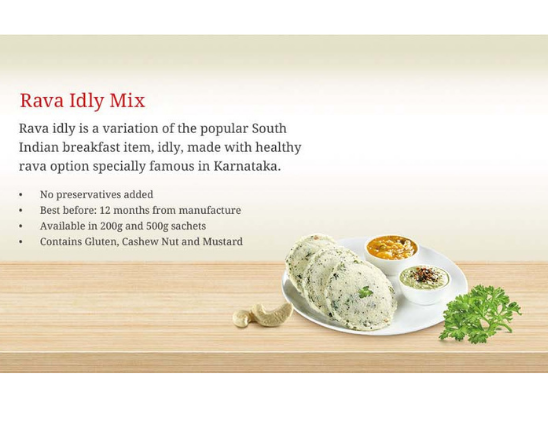 Rava Idly Mix
Rava idly is a variation of the popular South
Indian breakfast item, idly, made with healthy
rava option specially famous in Karnataka.
• No preservatives added
• Best before: 12 months from manufacture
• Available in 200g and 500g sachets
• Contains Gluten, Cashew Nut and Mustard